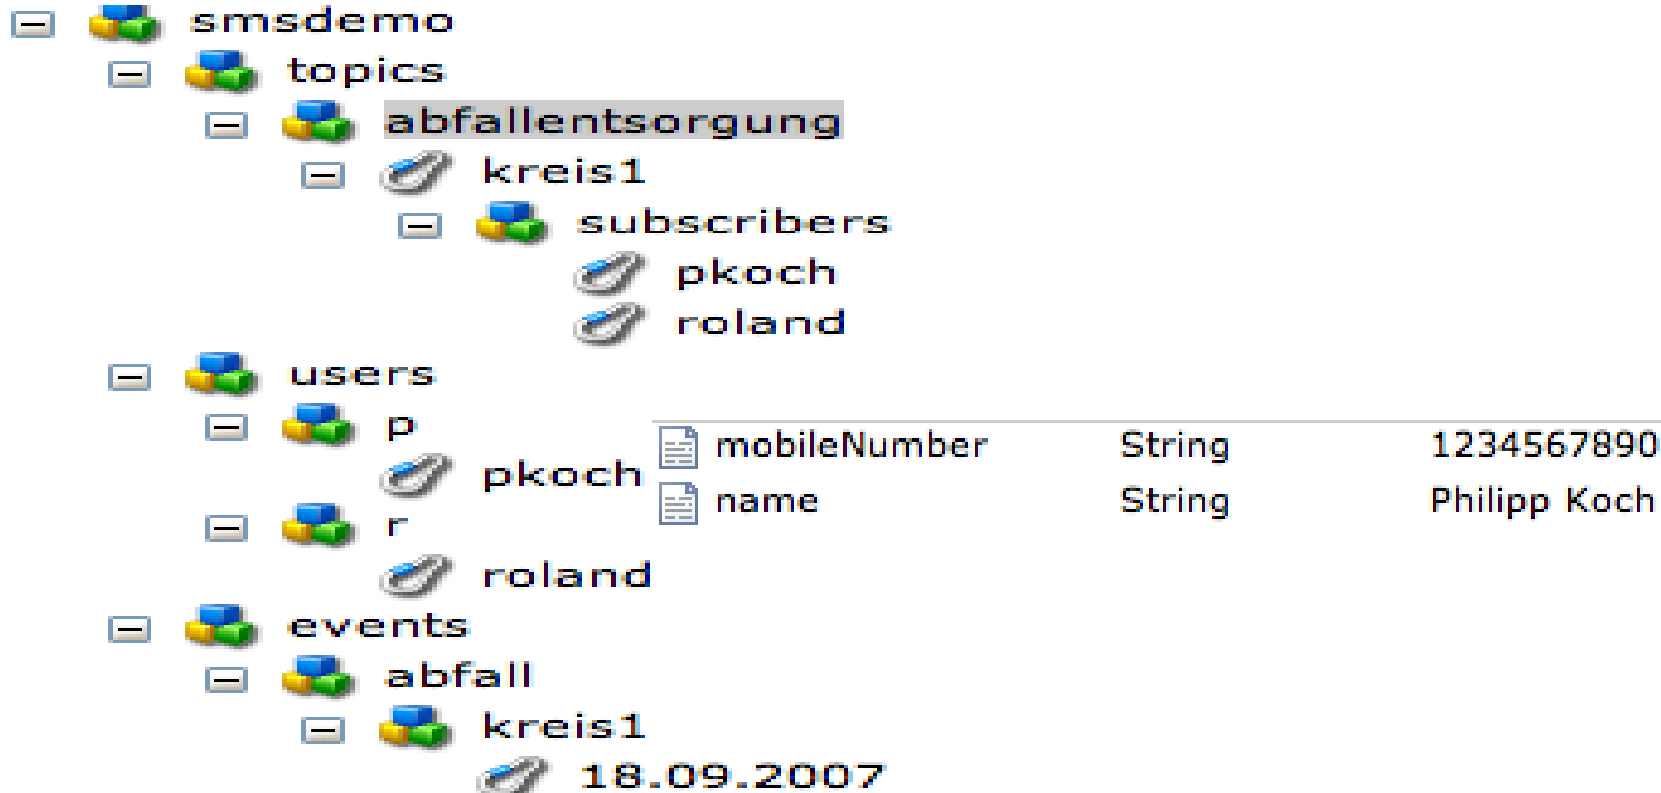 smsdemo
topics
abfallentsorgung
kreis1
subscribers
pkoch
roland
users
p
mobileNumber String 1234567890
pkoch
name String Philipp Koch
r
roland
events
abfall
kreis1
18.09.2007